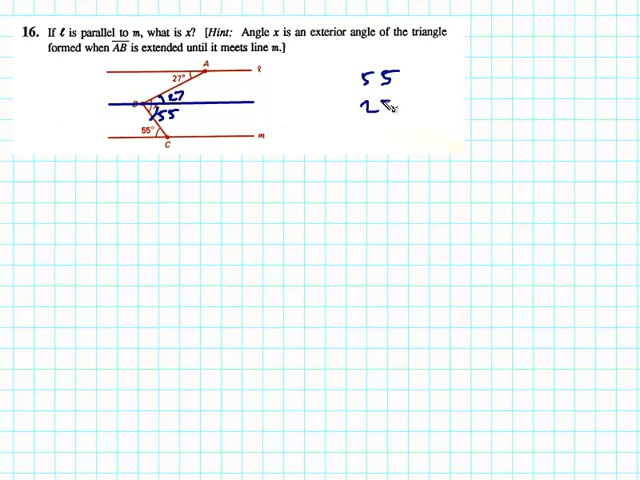 16. If ℓ is parallel to m, what is x? [Hint: Angle x is an exterior angle of the triangle
formed when AB is extended until it meets line m.]
A
ℓ
27°
27
B
55
55°
m
C
55